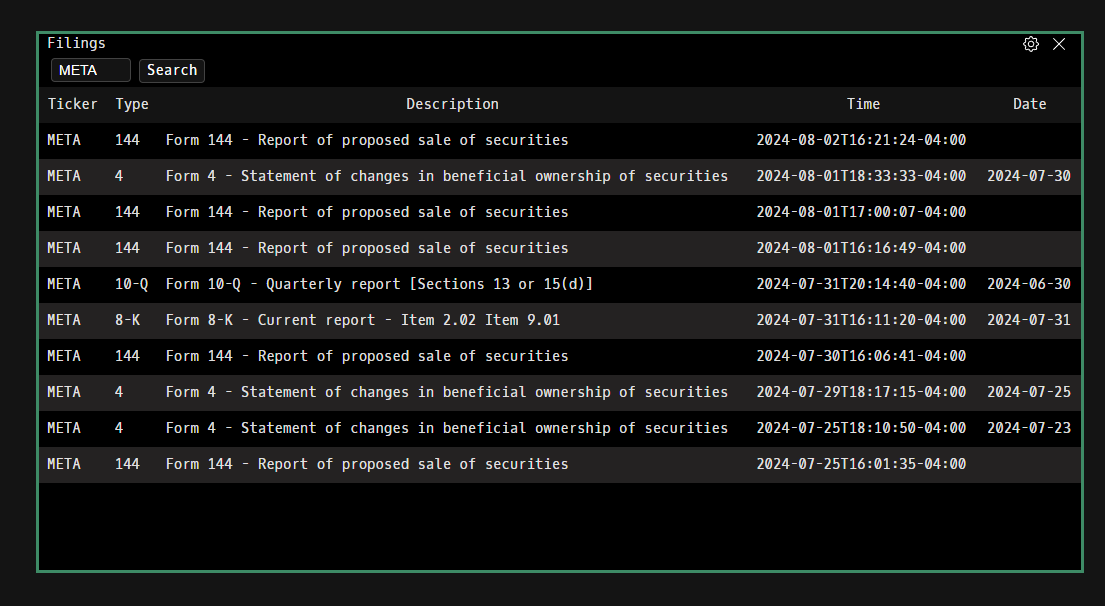 Filings
META Search
Ticker Type Description Time Date
META 144 Form 144 - Report of proposed sale of securities 2024-08-02T16:21:24-04:00
META 4 Form 4 - Statement of changes in beneficial ownership of securities 2024-08-01T18:33:33-04:00 2024-07-30
META 144 Form 144 - Report of proposed sale of securities 2024-08-01T17:00:07-04:00
META 144 Form 144 - Report of proposed sale of securities 2024-08-01T16:16:49-04:00
META 10-Q Form 10-Q - Quarterly report [Sections 13 or 15(d)] 2024-07-31T20:14:40-04:00 2024-06-30
META 8-K Form 8-K - Current report - Item 2.02 Item 9.01 2024-07-31T16:11:20-04:00 2024-07-31
META 144 Form 144 - Report of proposed sale of securities 2024-07-30T16:06:41-04:00
META 4 Form 4 - Statement of changes in beneficial ownership of securities 2024-07-29T18:17:15-04:00 2024-07-25
META 4 Form 4 - Statement of changes in beneficial ownership of securities 2024-07-25T18:10:50-04:00 2024-07-23
META 144 Form 144 - Report of proposed sale of securities 2024-07-25T16:01:35-04:00